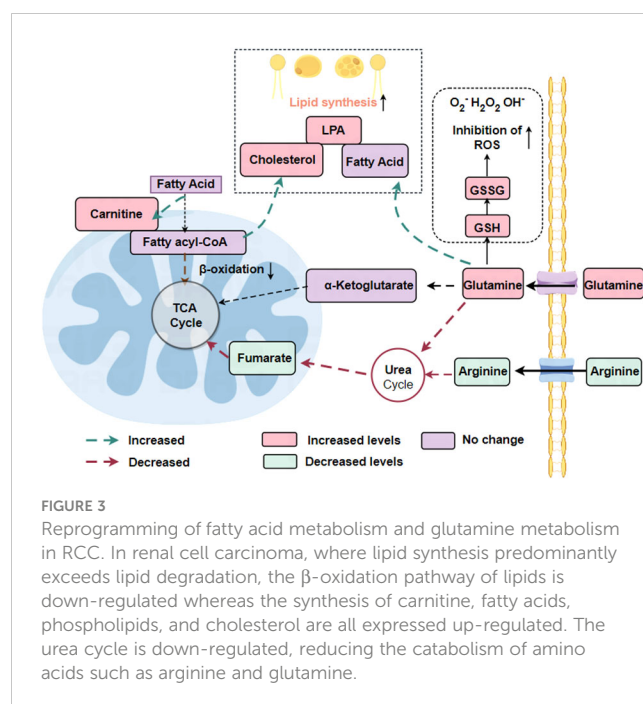 O₂⁻ H₂O₂ OH⁻
Lipid synthesis ↑
Inhibition of ↑
ROS
LPA
Cholesterol
Fatty Acid
GSSG
Fatty Acid
Carnitine
GSH
Fatty acyl-CoA
β-oxidation ↓
α-Ketoglutarate
Glutamine
Glutamine
TCA
Cycle
Fumarate
Urea
Cycle
Arginine
Arginine
Increased
Increased levels
No change
Decreased
Decreased levels
FIGURE 3
Reprogramming of fatty acid metabolism and glutamine metabolism
in RCC. In renal cell carcinoma, where lipid synthesis predominantly
exceeds lipid degradation, the β-oxidation pathway of lipids is
down-regulated whereas the synthesis of carnitine, fatty acids,
phospholipids, and cholesterol are all expressed up-regulated. The
urea cycle is down-regulated, reducing the catabolism of amino
acids such as arginine and glutamine.